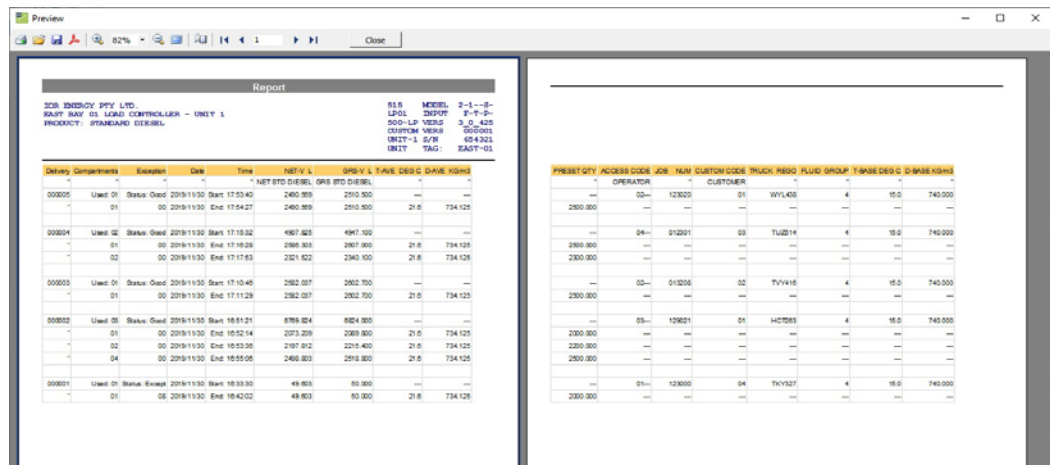 Preview
82% 1 Close
Report
IOR ENERGY PTY LTD.
EAST BAY 01 LOAD CONTROLLER - UNIT 1
PRODUCT: STANDARD DIESEL
515 MODEL 2-1--S-
LP01 INPUT F-T-P-
500-LP VERS 3_0_425
CUSTOM VERS 000001
UNIT-1 S/N 654321
UNIT TAG: EAST-01
Delivery Compartments Exception Date Time NET-V L GRS-V L T-AVE DEG C D-AVE KG/m3
" " " " " NET STD DIESEL GRS STD DIESEL " "
000005 Used: 01 Status: Good 2019/11/30 Start: 17:53:40 2490.569 2510.500 --- ---
" 01 00 2019/11/30 End: 17:54:27 2490.569 2510.500 21.6 734.125
000004 Used: 02 Status: Good 2019/11/30 Start: 17:15:32 4907.825 4947.100 --- ---
" 01 00 2019/11/30 End: 17:16:28 2586.303 2607.000 21.6 734.125
" 02 00 2019/11/30 End: 17:17:53 2321.522 2340.100 21.6 734.125
000003 Used: 01 Status: Good 2019/11/30 Start: 17:10:46 2582.037 2602.700 --- ---
" 01 00 2019/11/30 End: 17:11:29 2582.037 2602.700 21.6 734.125
000002 Used: 03 Status: Good 2019/11/30 Start: 16:51:21 6769.824 6824.000 --- ---
" 01 00 2019/11/30 End: 16:52:14 2073.209 2089.800 21.6 734.125
" 02 00 2019/11/30 End: 16:53:36 2197.812 2215.400 21.6 734.125
" 04 00 2019/11/30 End: 16:55:06 2498.803 2518.800 21.6 734.125
000001 Used: 01 Status: Except 2019/11/30 Start: 16:33:30 49.603 50.000 --- ---
" 01 08 2019/11/30 End: 16:42:02 49.603 50.000 21.6 734.125
PRESET QTY ACCESS CODE JOB NUM CUSTOM CODE TRUCK REGO FLUID GROUP T-BASE DEG C D-BASE KG/m3
" OPERATOR " CUSTOMER " " " "
--- 02--- 123020 01 WYL438 4 15.0 740.000
2500.000 --- --- --- --- --- --- ---
--- 04--- 012301 03 TUZ314 4 15.0 740.000
2600.000 --- --- --- --- --- --- ---
2300.000 --- --- --- --- --- --- ---
--- 02--- 013208 02 TVY416 4 15.0 740.000
2500.000 --- --- --- --- --- --- ---
--- 03--- 129021 01 HCT263 4 15.0 740.000
2000.000 --- --- --- --- --- --- ---
2200.000 --- --- --- --- --- --- ---
2500.000 --- --- --- --- --- --- ---
--- 01--- 123000 04 TKY327 4 15.0 740.000
2000.000 --- --- --- --- --- --- ---